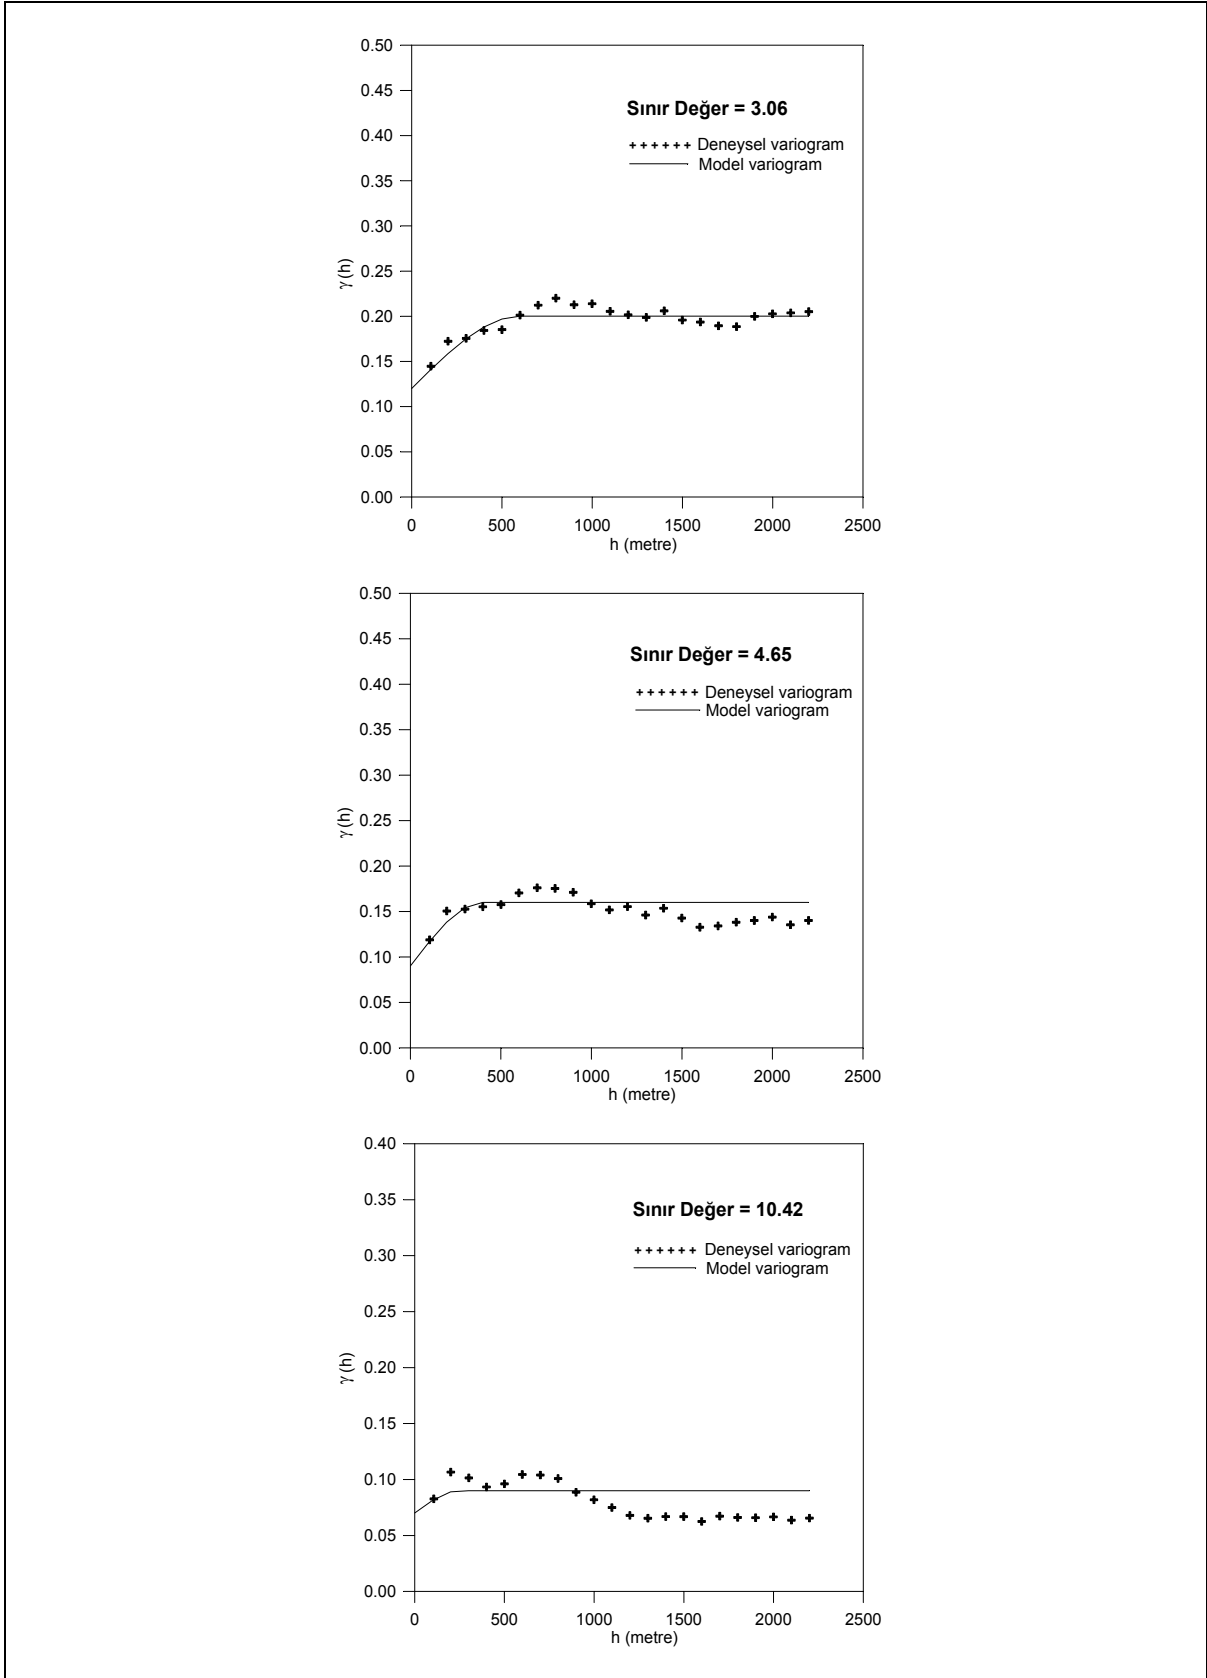 0.50
0.45
Sınır Değer = 3.06
0.40
++++++ Deneysel variogram
Model variogram
0.35
0.30
0.25
γ(h)
0.20
0.15
0.10
0.05
0.00
0 500 1000 1500 2000 2500
h (metre)
0.50
0.45
Sınır Değer = 4.65
0.40
++++++ Deneysel variogram
Model variogram
0.35
0.30
0.25
γ(h)
0.20
0.15
0.10
0.05
0.00
0 500 1000 1500 2000 2500
h (metre)
0.40
0.35
Sınır Değer = 10.42
0.30
++++++ Deneysel variogram
Model variogram
0.25
0.20
γ(h)
0.15
0.10
0.05
0.00
0 500 1000 1500 2000 2500
h (metre)